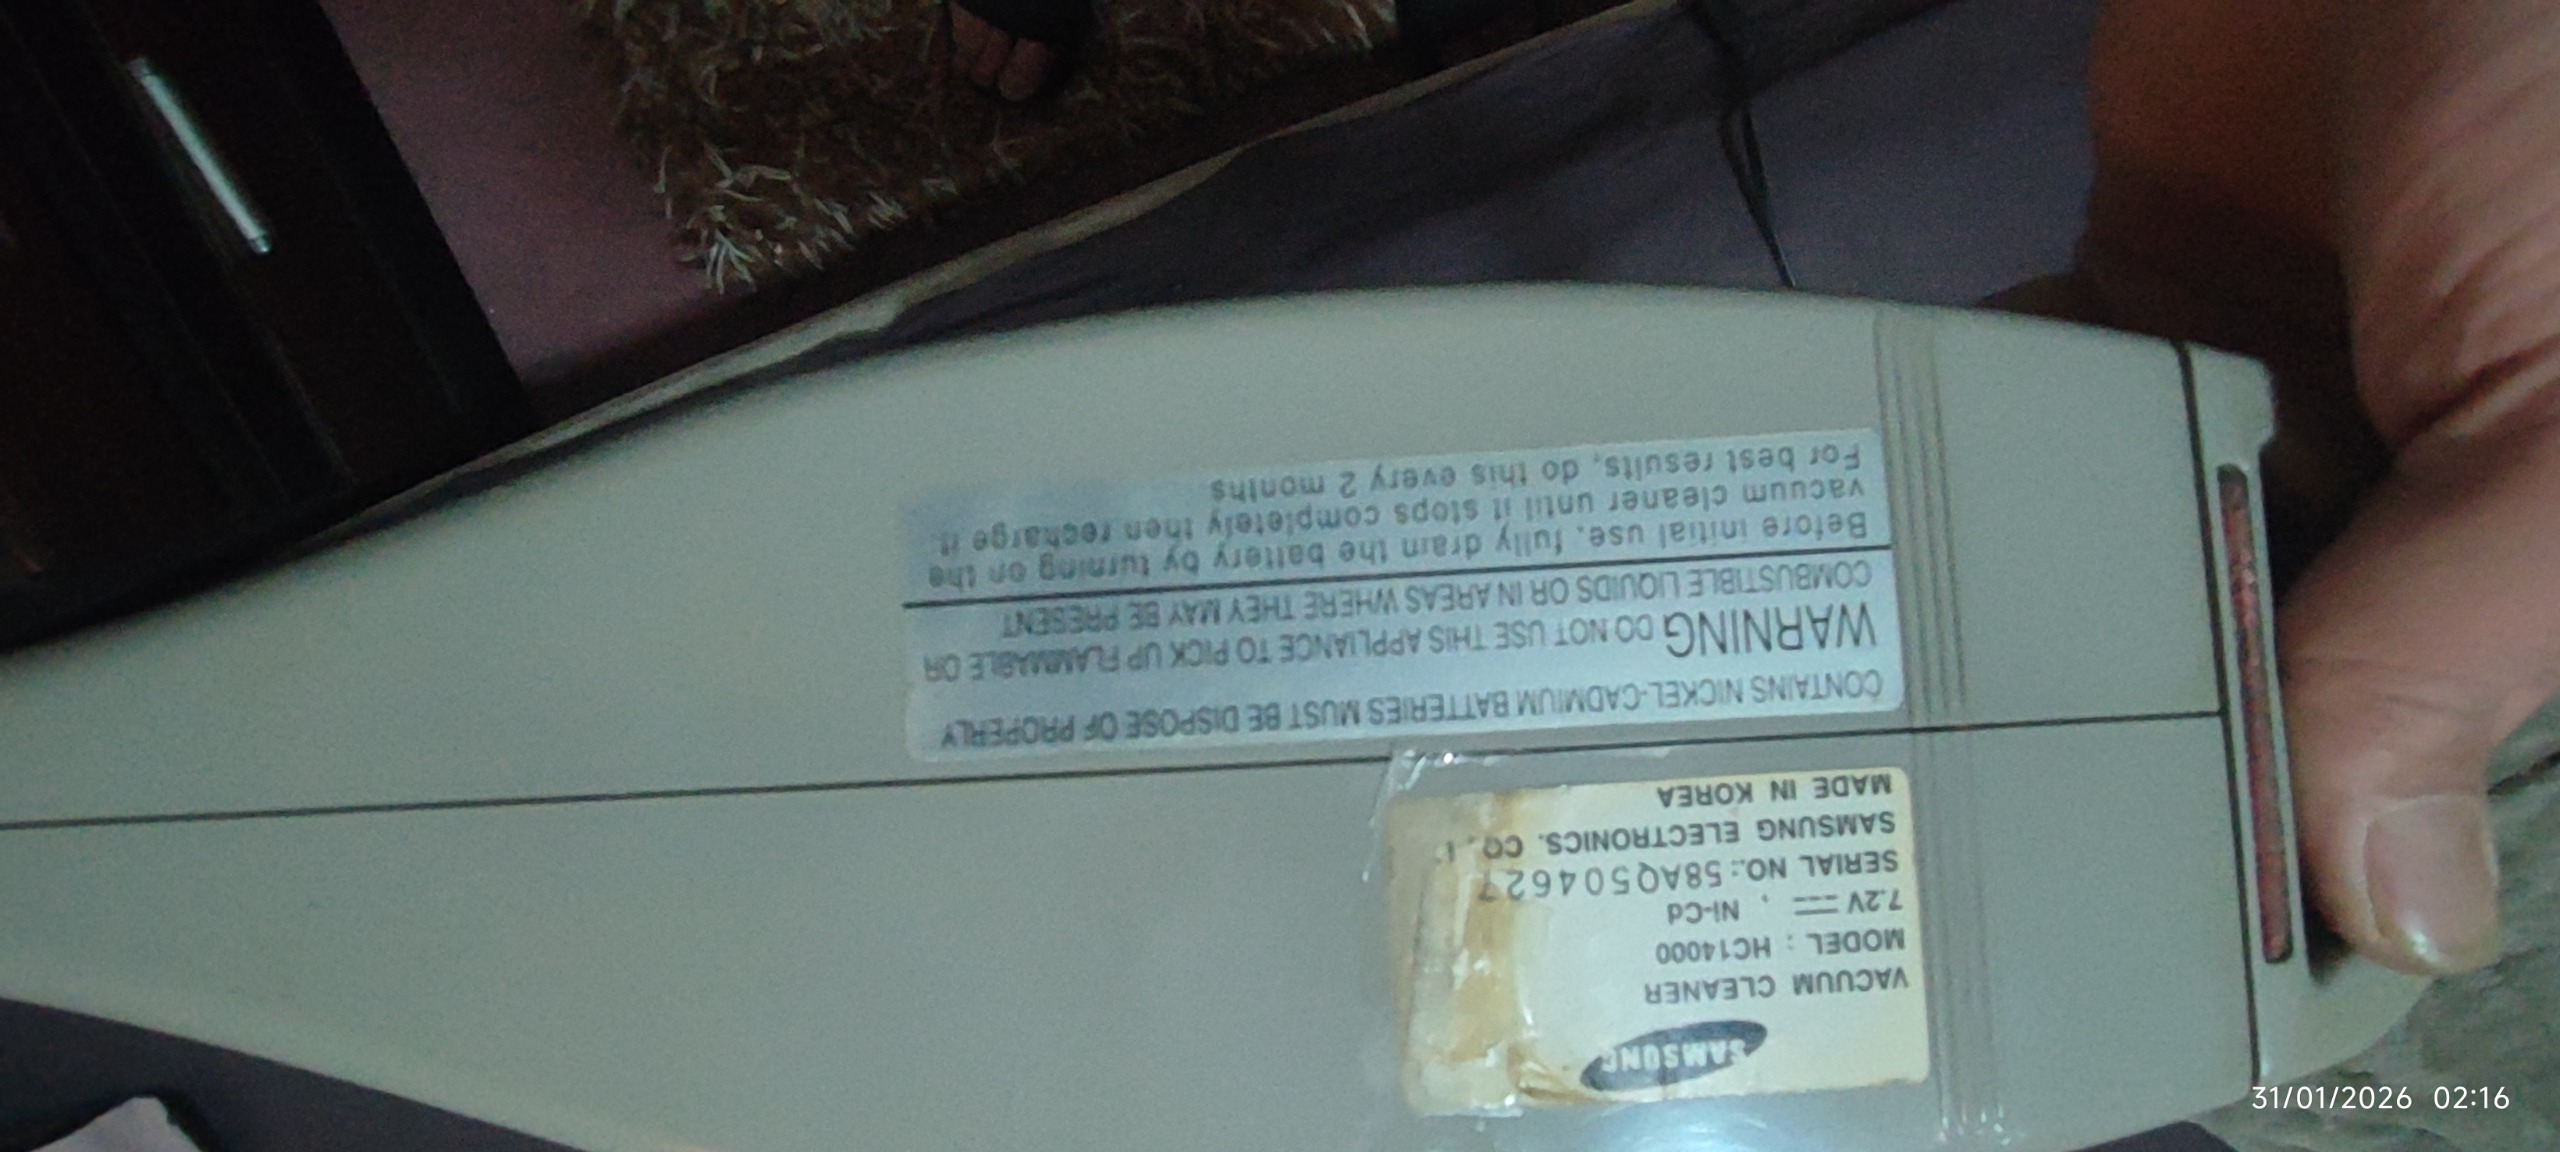 SAMSUNG
VACUUM CLEANER
MODEL : HC14000
7.2V Ni-Cd
SERIAL NO.: 58AQ504627
SAMSUNG ELECTRONICS. CO.
MADE IN KOREA
CONTAINS NICKEL-CADMIUM BATTERIES MUST BE DISPOSE OF PROPERLY
WARNING DO NOT USE THIS APPLIANCE TO PICK UP FLAMMABLE OR
COMBUSTIBLE LIQUIDS OR IN AREAS WHERE THEY MAY BE PRESENT
Before initial use, fully drain the battery by turning on the
vacuum cleaner until it stops completely then recharge it.
For best results, do this every 2 months
31/01/2026 02:16